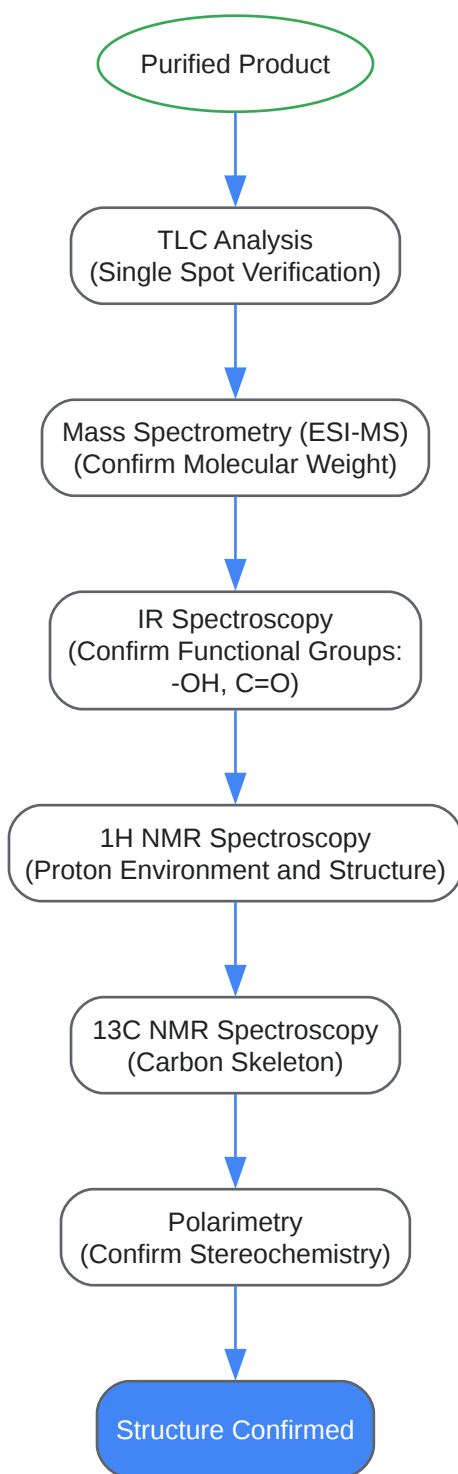 Purified Product
TLC Analysis
(Single Spot Verification)
Mass Spectrometry (ESI-MS)
(Confirm Molecular Weight)
IR Spectroscopy
(Confirm Functional Groups:
-OH, C=O)
1H NMR Spectroscopy
(Proton Environment and Structure)
13C NMR Spectroscopy
(Carbon Skeleton)
Polarimetry
(Confirm Stereochemistry)
Structure Confirmed